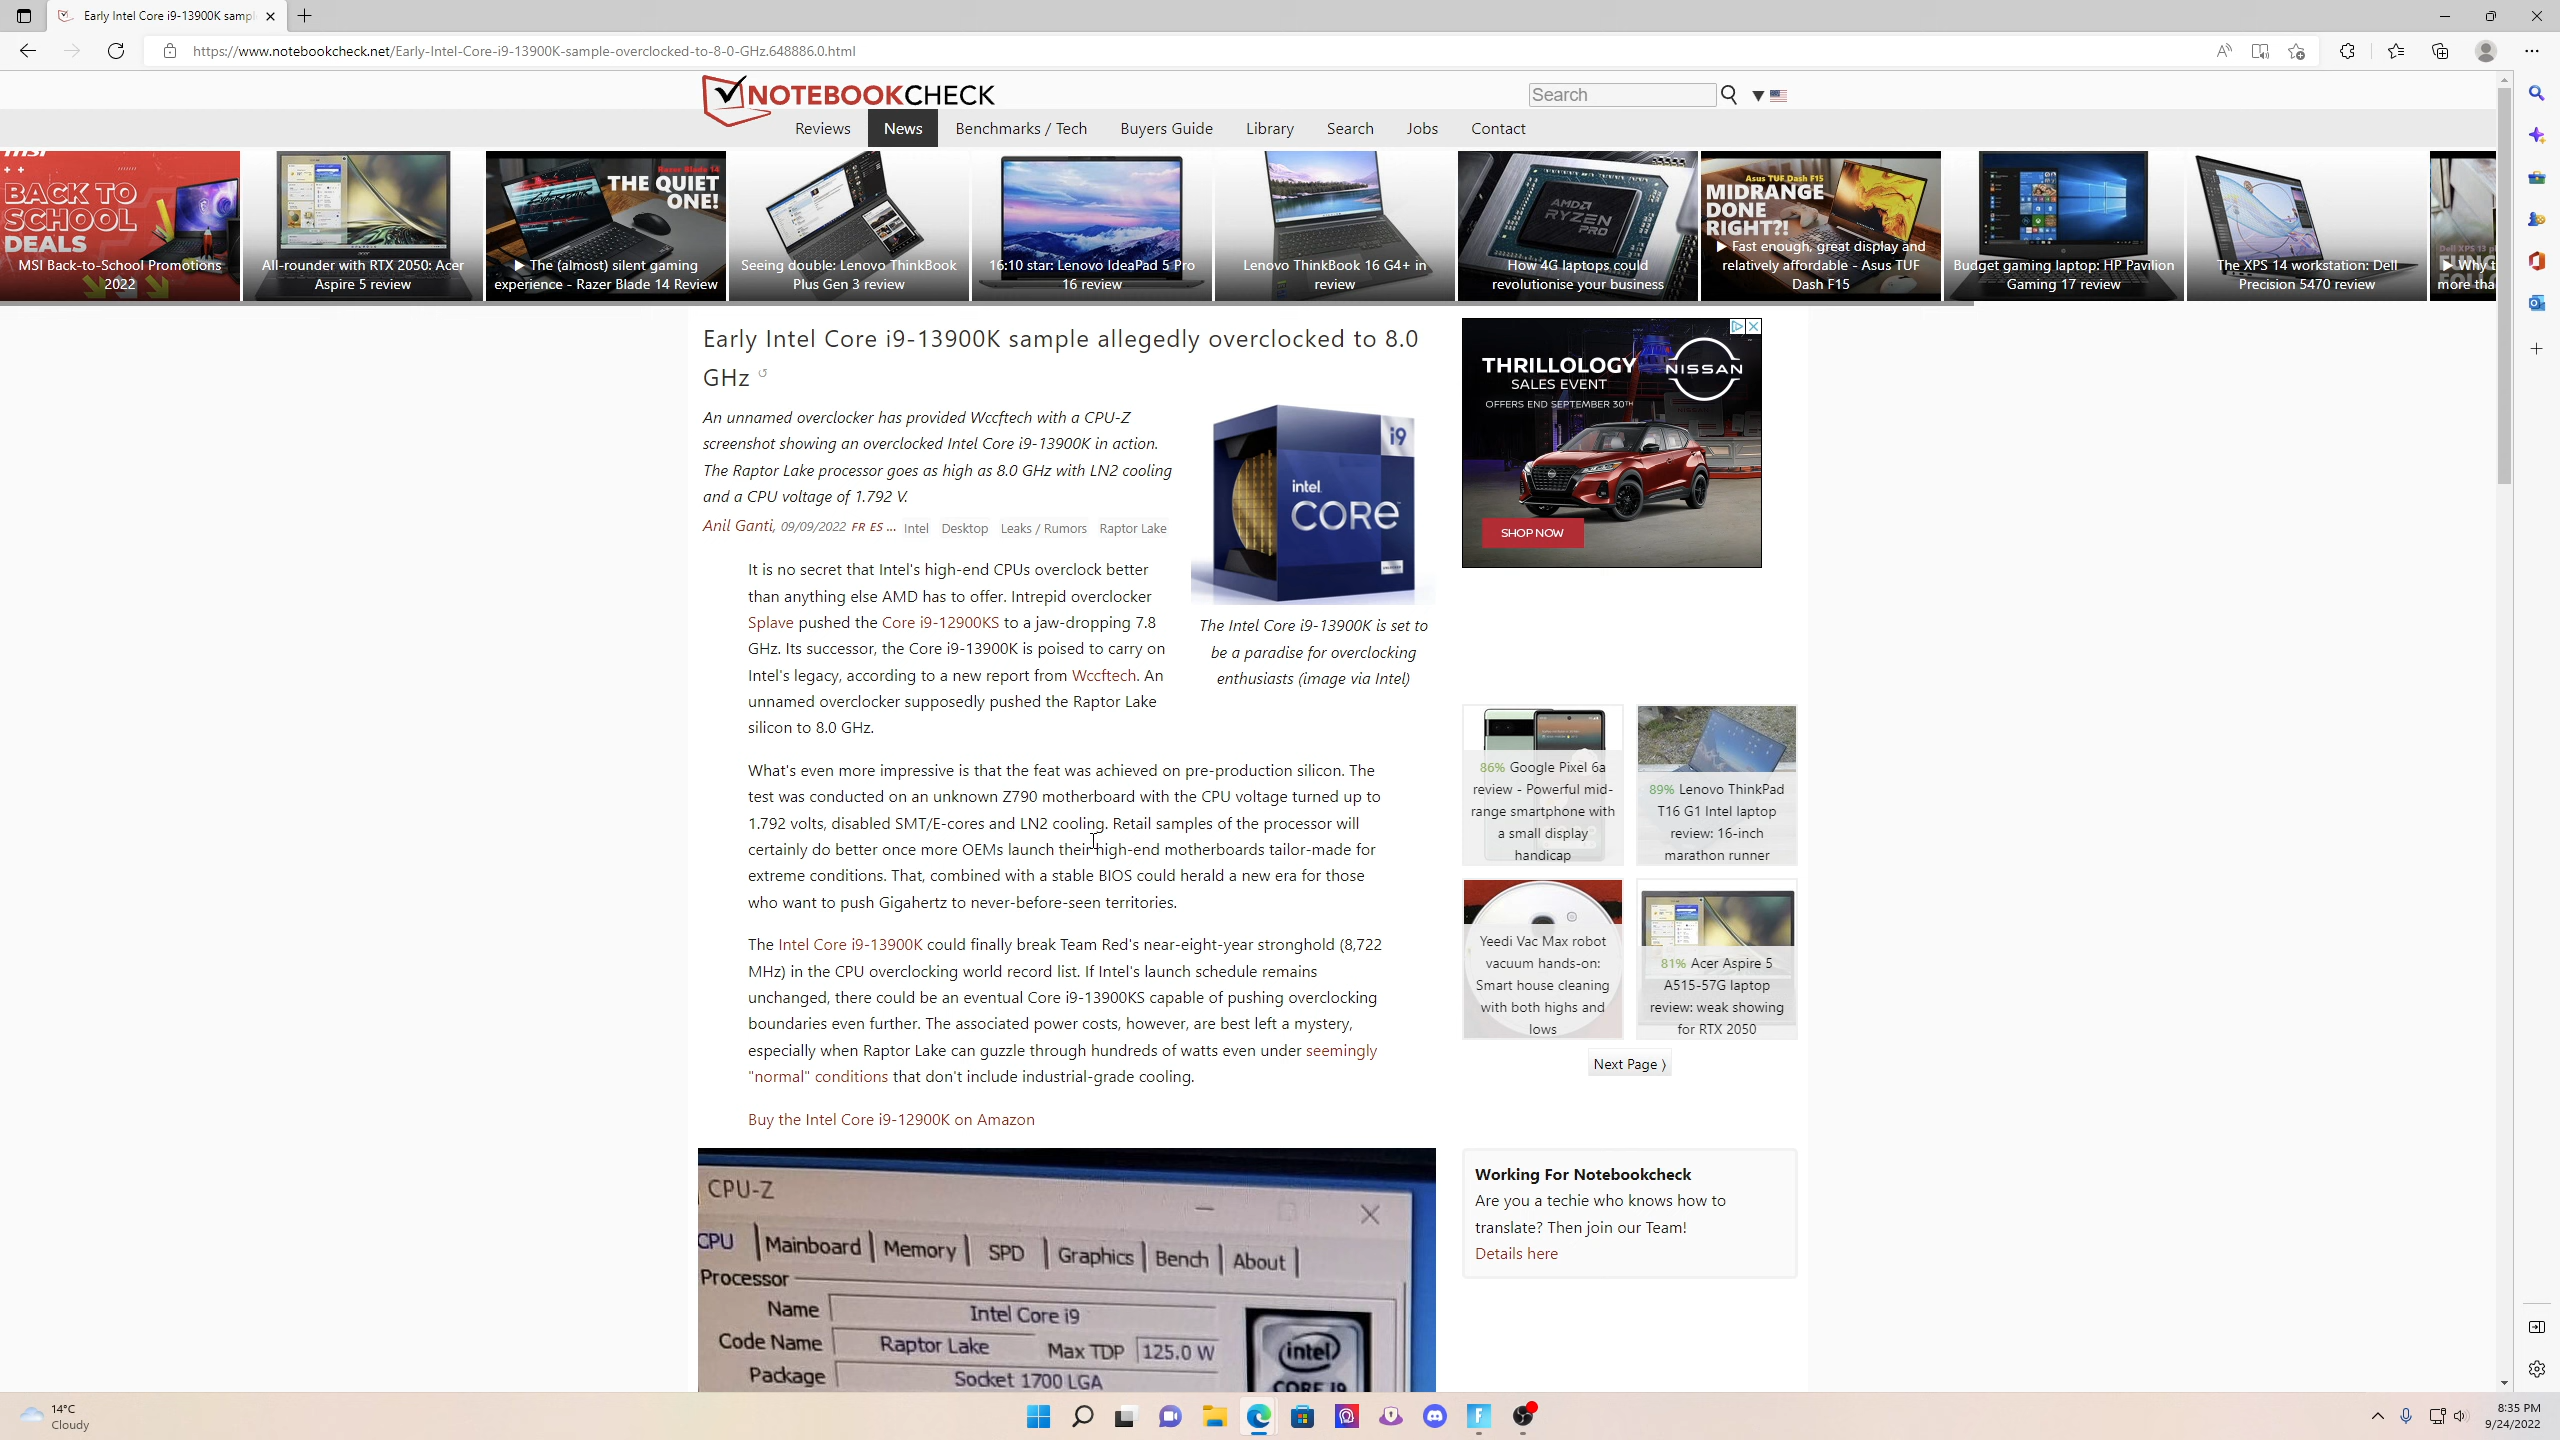 Early Intel Core i9-13900K samp
https://www.notebookcheck.net/Early-Intel-Core-i9-13900K-sample-overclocked-to-8-0-GHz.648886.0.html
NOTEBOOKCHECK
Search
Reviews News Benchmarks / Tech Buyers Guide Library Search Jobs Contact
msi
BACK TO
SCHOOL
DEALS
MSI Back-to-School Promotions
2022
All-rounder with RTX 2050: Acer
Aspire 5 review
Razer Blade 14
THE QUIET
ONE!
The (almost) silent gaming
experience - Razer Blade 14 Review
Seeing double: Lenovo ThinkBook
Plus Gen 3 review
16:10 star: Lenovo IdeaPad 5 Pro
16 review
Lenovo ThinkBook 16 G4+ in
review
AMD
RYZEN
PRO
How 4G laptops could
revolutionise your business
Asus TUF Dash F15
MIDRANGE
DONE
RIGHT?!
Fast enough, great display and
relatively affordable - Asus TUF
Dash F15
Budget gaming laptop: HP Pavilion
Gaming 17 review
The XPS 14 workstation: Dell
Precision 5470 review
Dell XPS 13 pl
Why t
more tha
Early Intel Core i9-13900K sample allegedly overclocked to 8.0
GHz
An unnamed overclocker has provided Wccftech with a CPU-Z
screenshot showing an overclocked Intel Core i9-13900K in action.
The Raptor Lake processor goes as high as 8.0 GHz with LN2 cooling
and a CPU voltage of 1.792 V.
Anil Ganti, 09/09/2022 FR ES ... Intel Desktop Leaks / Rumors Raptor Lake
i9
intel
CORE
The Intel Core i9-13900K is set to
be a paradise for overclocking
enthusiasts (image via Intel)
It is no secret that Intel's high-end CPUs overclock better
than anything else AMD has to offer. Intrepid overclocker
Splave pushed the Core i9-12900KS to a jaw-dropping 7.8
GHz. Its successor, the Core i9-13900K is poised to carry on
Intel's legacy, according to a new report from Wccftech. An
unnamed overclocker supposedly pushed the Raptor Lake
silicon to 8.0 GHz.
What's even more impressive is that the feat was achieved on pre-production silicon. The
test was conducted on an unknown Z790 motherboard with the CPU voltage turned up to
1.792 volts, disabled SMT/E-cores and LN2 cooling. Retail samples of the processor will
certainly do better once more OEMs launch their high-end motherboards tailor-made for
extreme conditions. That, combined with a stable BIOS could herald a new era for those
who want to push Gigahertz to never-before-seen territories.
The Intel Core i9-13900K could finally break Team Red's near-eight-year stronghold (8,722
MHz) in the CPU overclocking world record list. If Intel's launch schedule remains
unchanged, there could be an eventual Core i9-13900KS capable of pushing overclocking
boundaries even further. The associated power costs, however, are best left a mystery,
especially when Raptor Lake can guzzle through hundreds of watts even under seemingly
"normal" conditions that don't include industrial-grade cooling.
Buy the Intel Core i9-12900K on Amazon
CPU-Z
CPU Mainboard Memory SPD Graphics Bench About
Processor
Name Intel Core i9
Code Name Raptor Lake Max TDP 125.0 W
Package Socket 1700 LGA
intel
CORE i9
THRILLOLOGY
SALES EVENT
OFFERS END SEPTEMBER 30TH
NISSAN
SHOP NOW
86% Google Pixel 6a
review - Powerful mid-
range smartphone with
a small display
handicap
89% Lenovo ThinkPad
T16 G1 Intel laptop
review: 16-inch
marathon runner
Yeedi Vac Max robot
vacuum hands-on:
Smart house cleaning
with both highs and
lows
81% Acer Aspire 5
A515-57G laptop
review: weak showing
for RTX 2050
Next Page ⟩
Working For Notebookcheck
Are you a techie who knows how to
translate? Then join our Team!
Details here
14°C
Cloudy
8:35 PM
9/24/2022